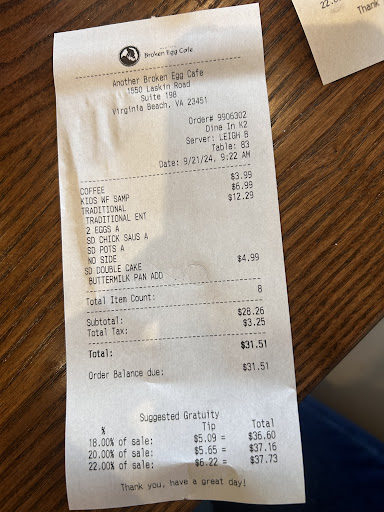 Broken Egg Cafe
Another Broken Egg Cafe
1550 Laskin Road
Suite 198
Virginia Beach, VA 23451
Order# 9906302
Dine In K2
Server: LEIGH B
Table: 83
Date: 9/21/24, 9:22 AM
COFFEE $3.99
KIDS WF SAMP $6.99
TRADITIONAL $12.29
TRADITIONAL ENT
2 EGGS A
SD CHICK SAUS A
SD POTS A
NO SIDE
SD DOUBLE CAKE $4.99
BUTTERMILK PAN ADD
Total Item Count: 8
Subtotal: $28.26
Total Tax: $3.25
Total: $31.51
Order Balance due: $31.51
Suggested Gratuity
% Tip Total
18.00% of sale: $5.09 = $36.60
20.00% of sale: $5.65 = $37.16
22.00% of sale: $6.22 = $37.73
Thank you, have a great day!
Thank